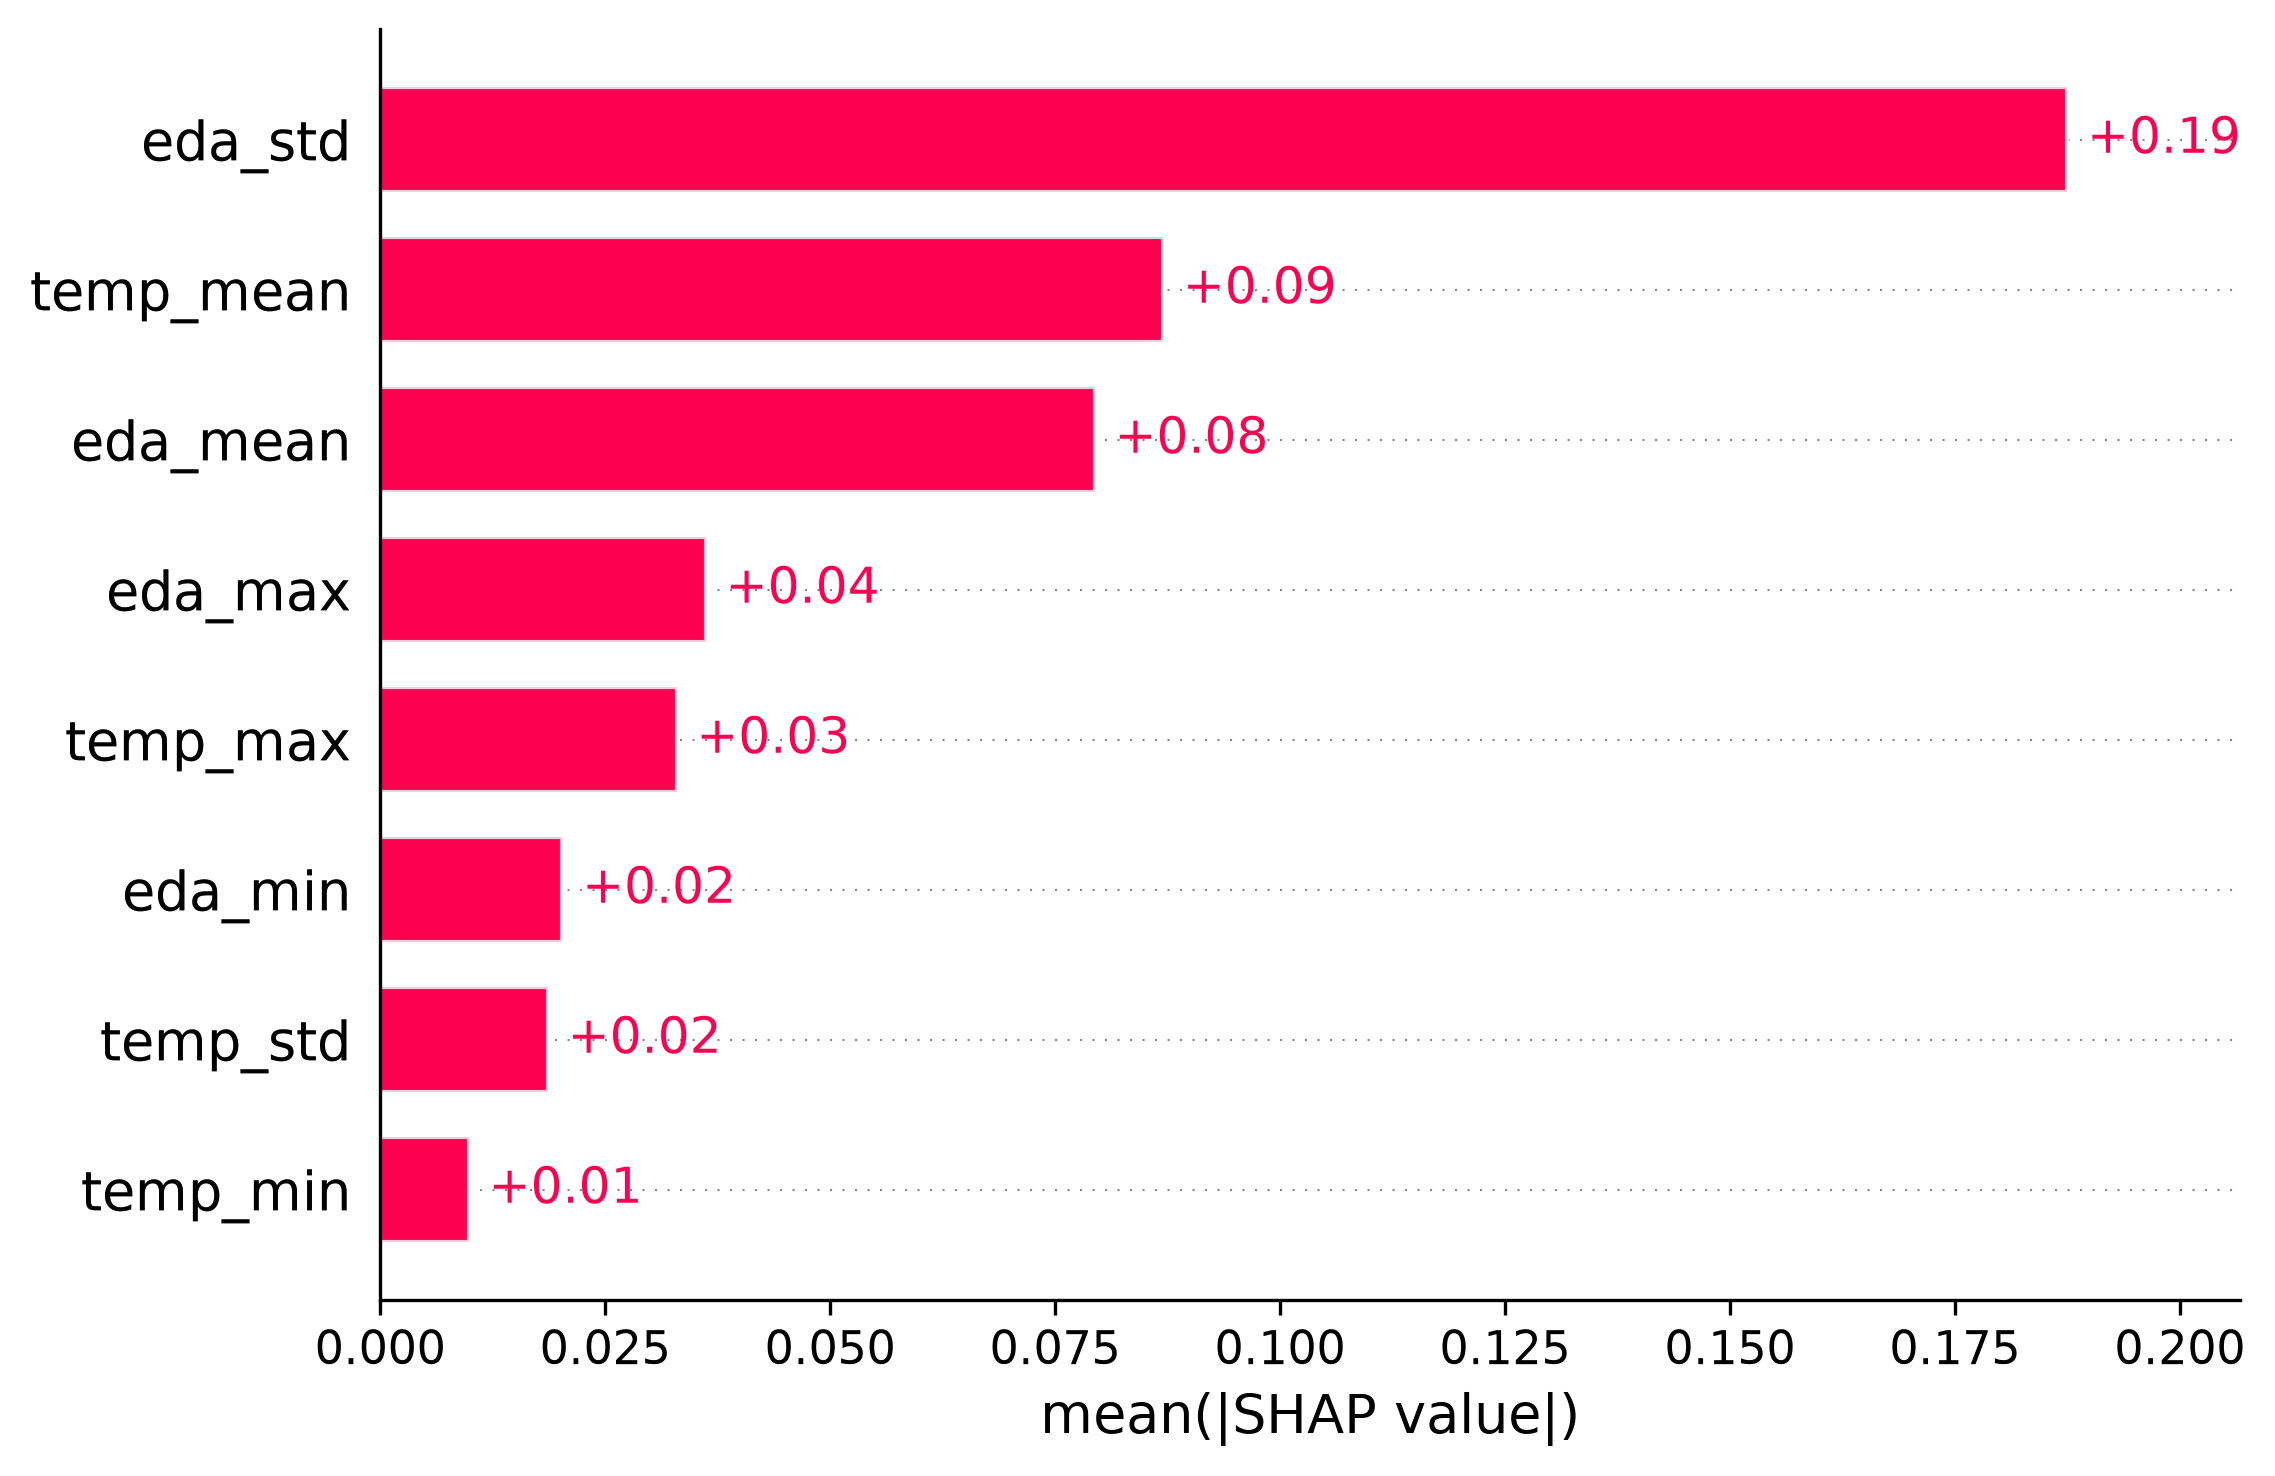 eda_std +0.19
temp_mean +0.09
eda_mean +0.08
eda_max +0.04
temp_max +0.03
eda_min +0.02
temp_std +0.02
temp_min +0.01
0.000 0.025 0.050 0.075 0.100 0.125 0.150 0.175 0.200
mean(|SHAP value|)